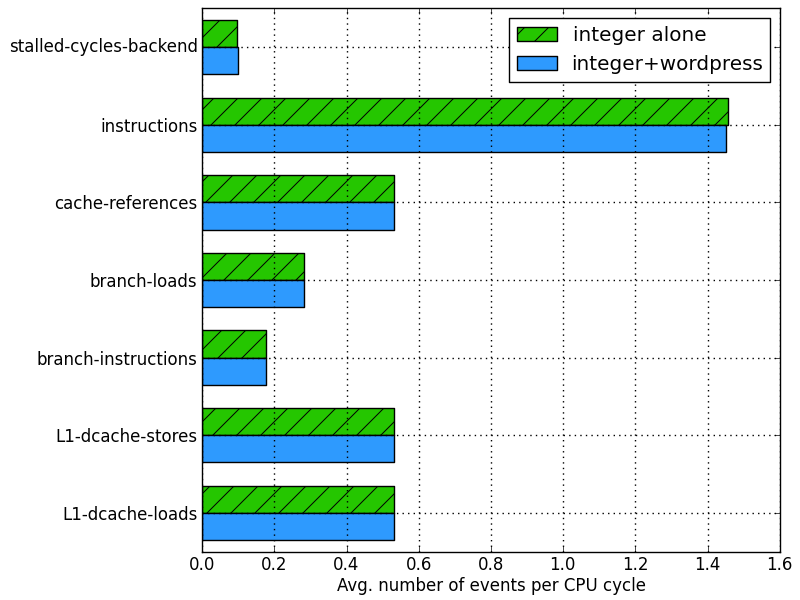 integer alone
integer+wordpress
stalled-cycles-backend
instructions
cache-references
branch-loads
branch-instructions
L1-dcache-stores
L1-dcache-loads
0.0 0.2 0.4 0.6 0.8 1.0 1.2 1.4 1.6
Avg. number of events per CPU cycle